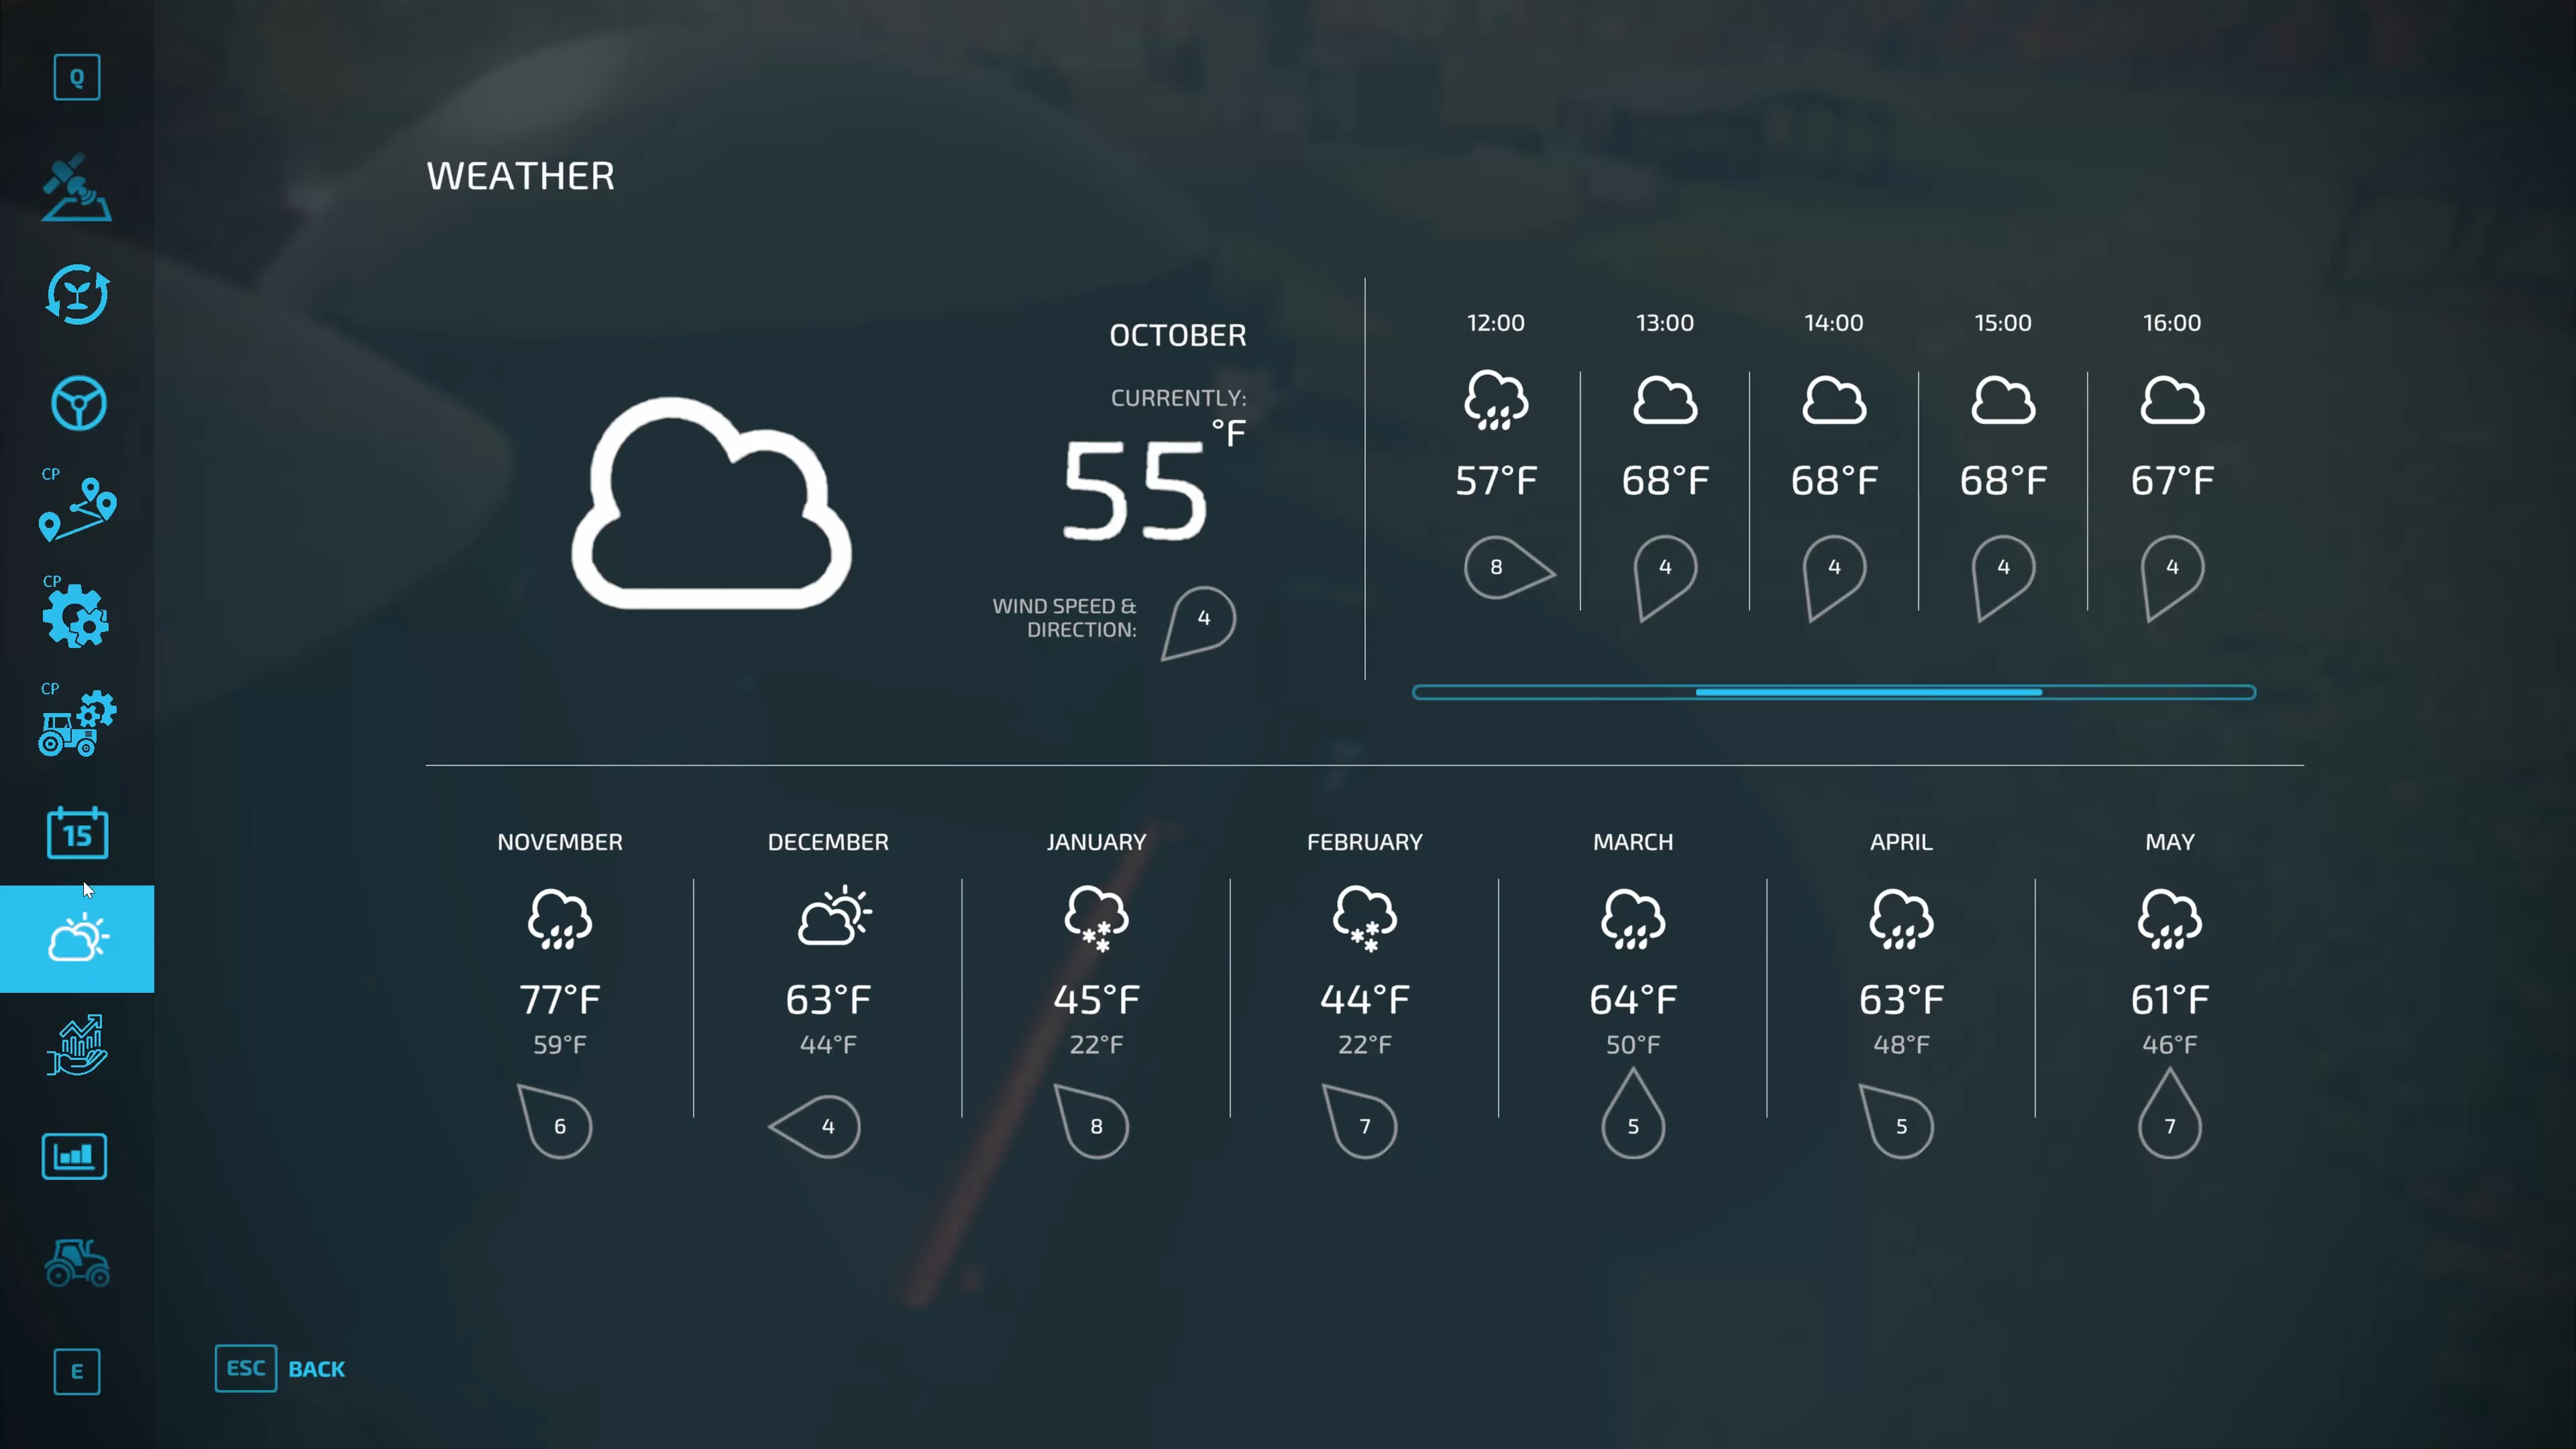 Q
WEATHER
OCTOBER
CURRENTLY:
55 °F
WIND SPEED &
DIRECTION:
4
12:00
57°F
8
13:00
68°F
4
14:00
68°F
4
15:00
68°F
4
16:00
67°F
4
CP
CP
CP
15
NOVEMBER
77°F
59°F
6
DECEMBER
63°F
44°F
4
JANUARY
45°F
22°F
8
FEBRUARY
44°F
22°F
7
MARCH
64°F
50°F
5
APRIL
63°F
48°F
5
MAY
61°F
46°F
7
E
ESC BACK